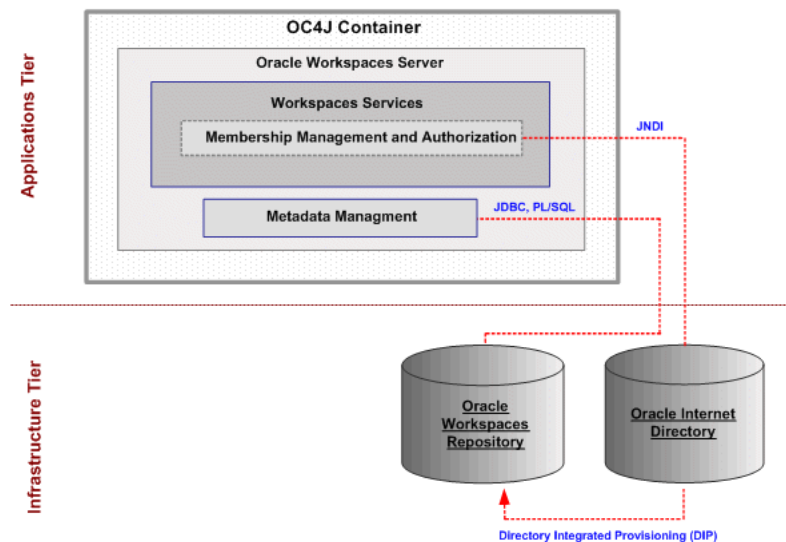 OC4J Container
Oracle Workspaces Server
Workspaces Services
Membership Management and Authorization
JNDI
Metadata Managment
JDBC, PL/SQL
Applications Tier
Infrastructure Tier
Oracle
Workspaces
Repository
Oracle Internet
Directory
Directory Integrated Provisioning (DIP)